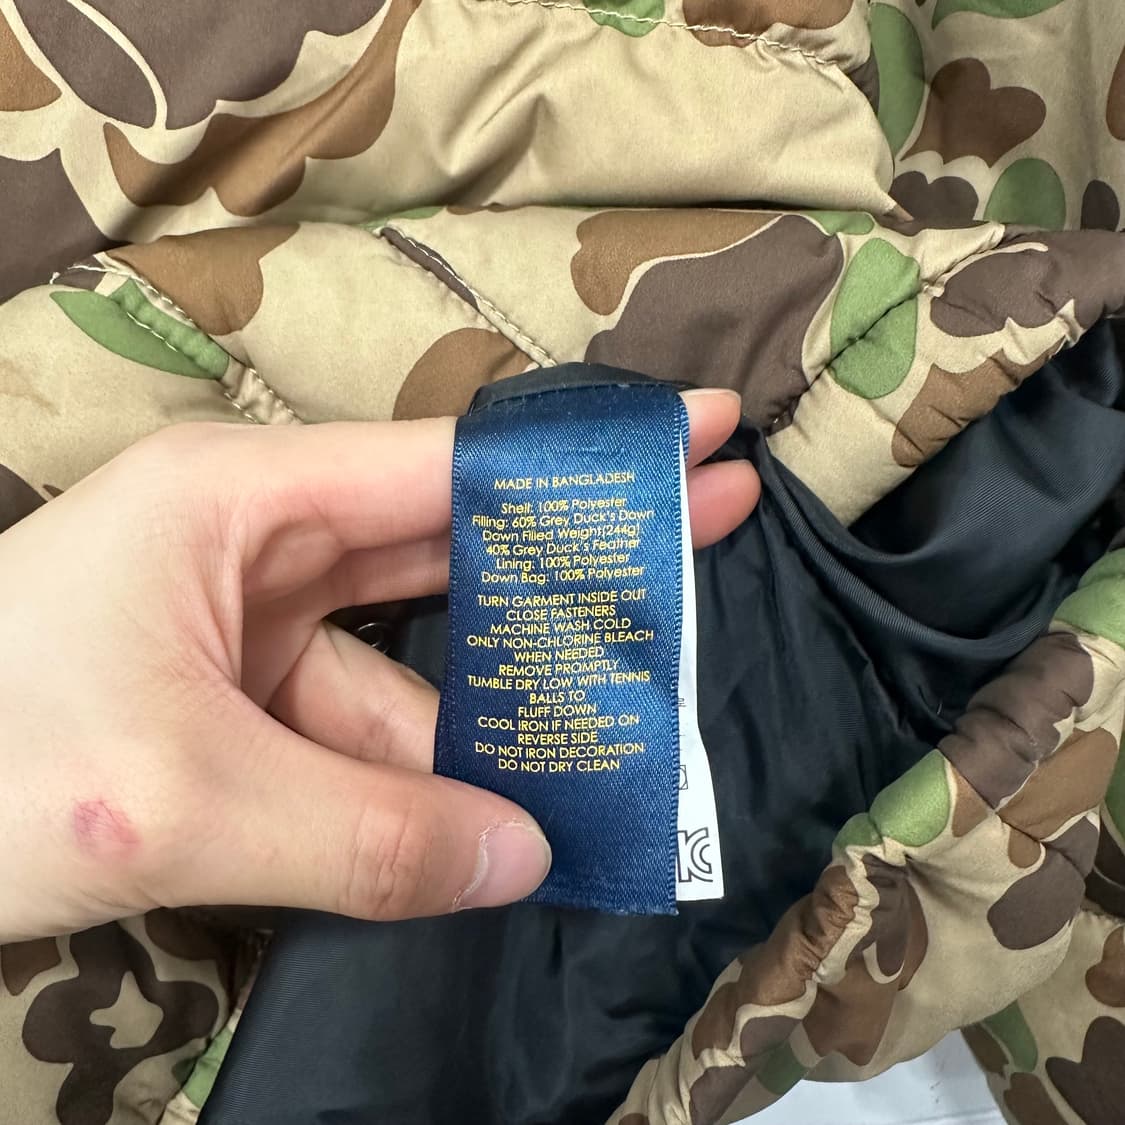 MADE IN BANGLADESH
Shell: 100% Polyester
Filling: 60% Grey Duck's Down
Down Filled Weight(244g)
40% Grey Duck's Feather
Lining: 100% Polyester
Down Bag: 100% Polyester
TURN GARMENT INSIDE OUT
CLOSE FASTENERS
MACHINE WASH COLD
ONLY NON-CHLORINE BLEACH
WHEN NEEDED
REMOVE PROMPTLY
TUMBLE DRY LOW WITH TENNIS
BALLS TO
FLUFF DOWN
COOL IRON IF NEEDED ON
REVERSE SIDE
DO NOT IRON DECORATION
DO NOT DRY CLEAN